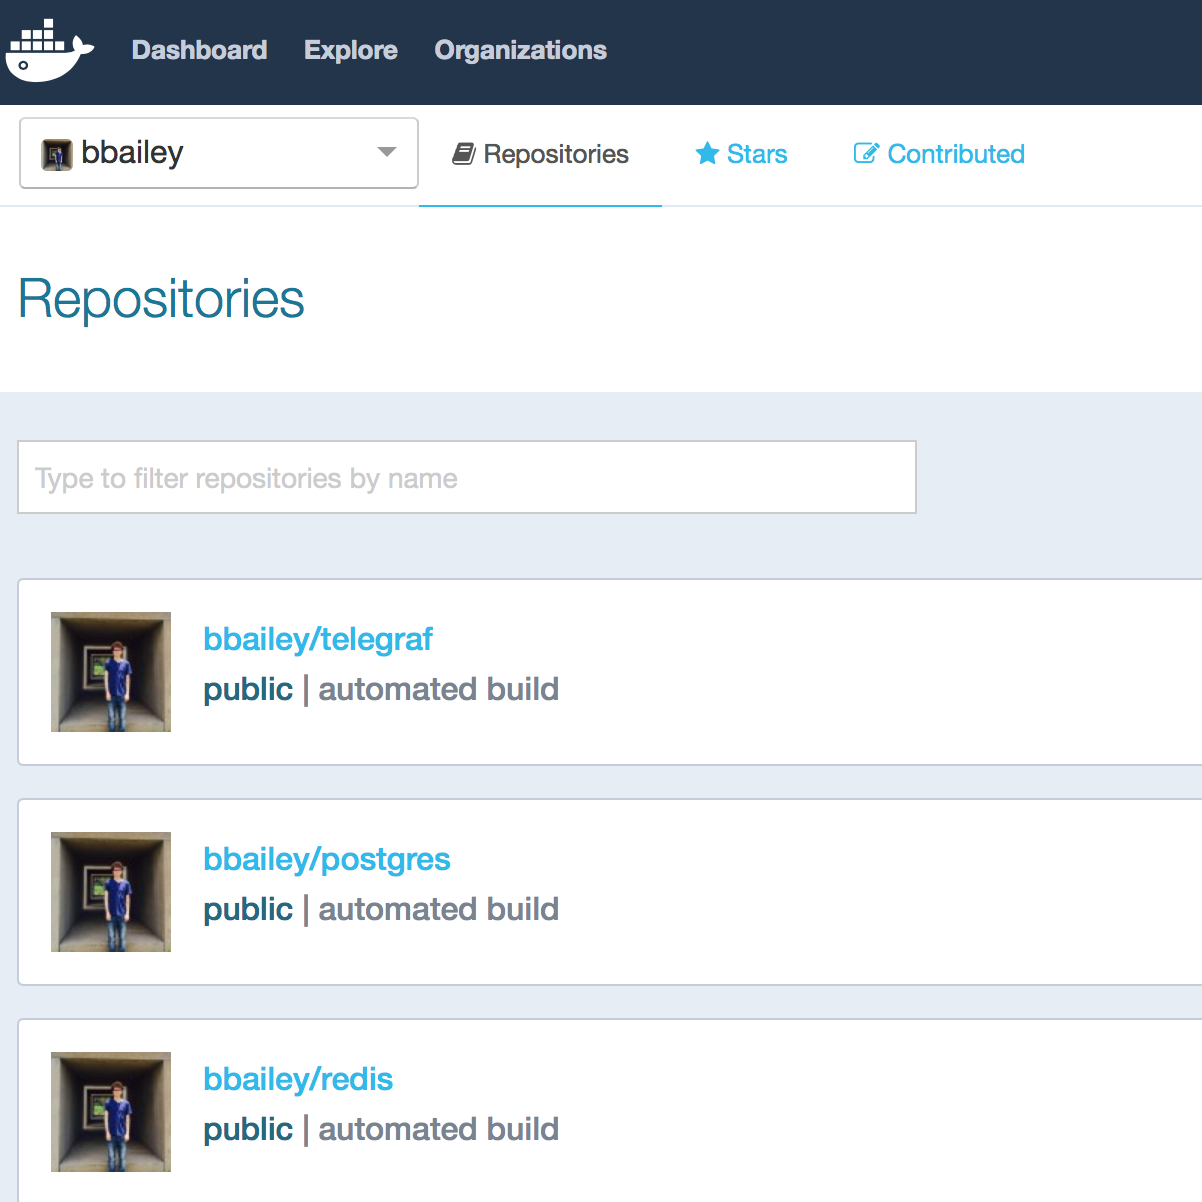 Dashboard Explore Organizations
bbailey Repositories Stars Contributed
Repositories
Type to filter repositories by name
bbailey/telegraf
public | automated build
bbailey/postgres
public | automated build
bbailey/redis
public | automated build